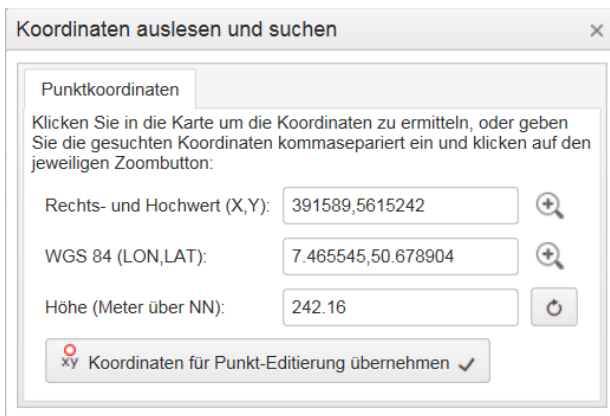 Koordinaten auslesen und suchen
Punktkoordinaten
Klicken Sie in die Karte um die Koordinaten zu ermitteln, oder geben
Sie die gesuchten Koordinaten kommasepariert ein und klicken auf den
jeweiligen Zoombutton:
Rechts- und Hochwert (X,Y): 391589,5615242
WGS 84 (LON,LAT): 7.465545,50.678904
Höhe (Meter über NN): 242.16
xy Koordinaten für Punkt-Editierung übernehmen